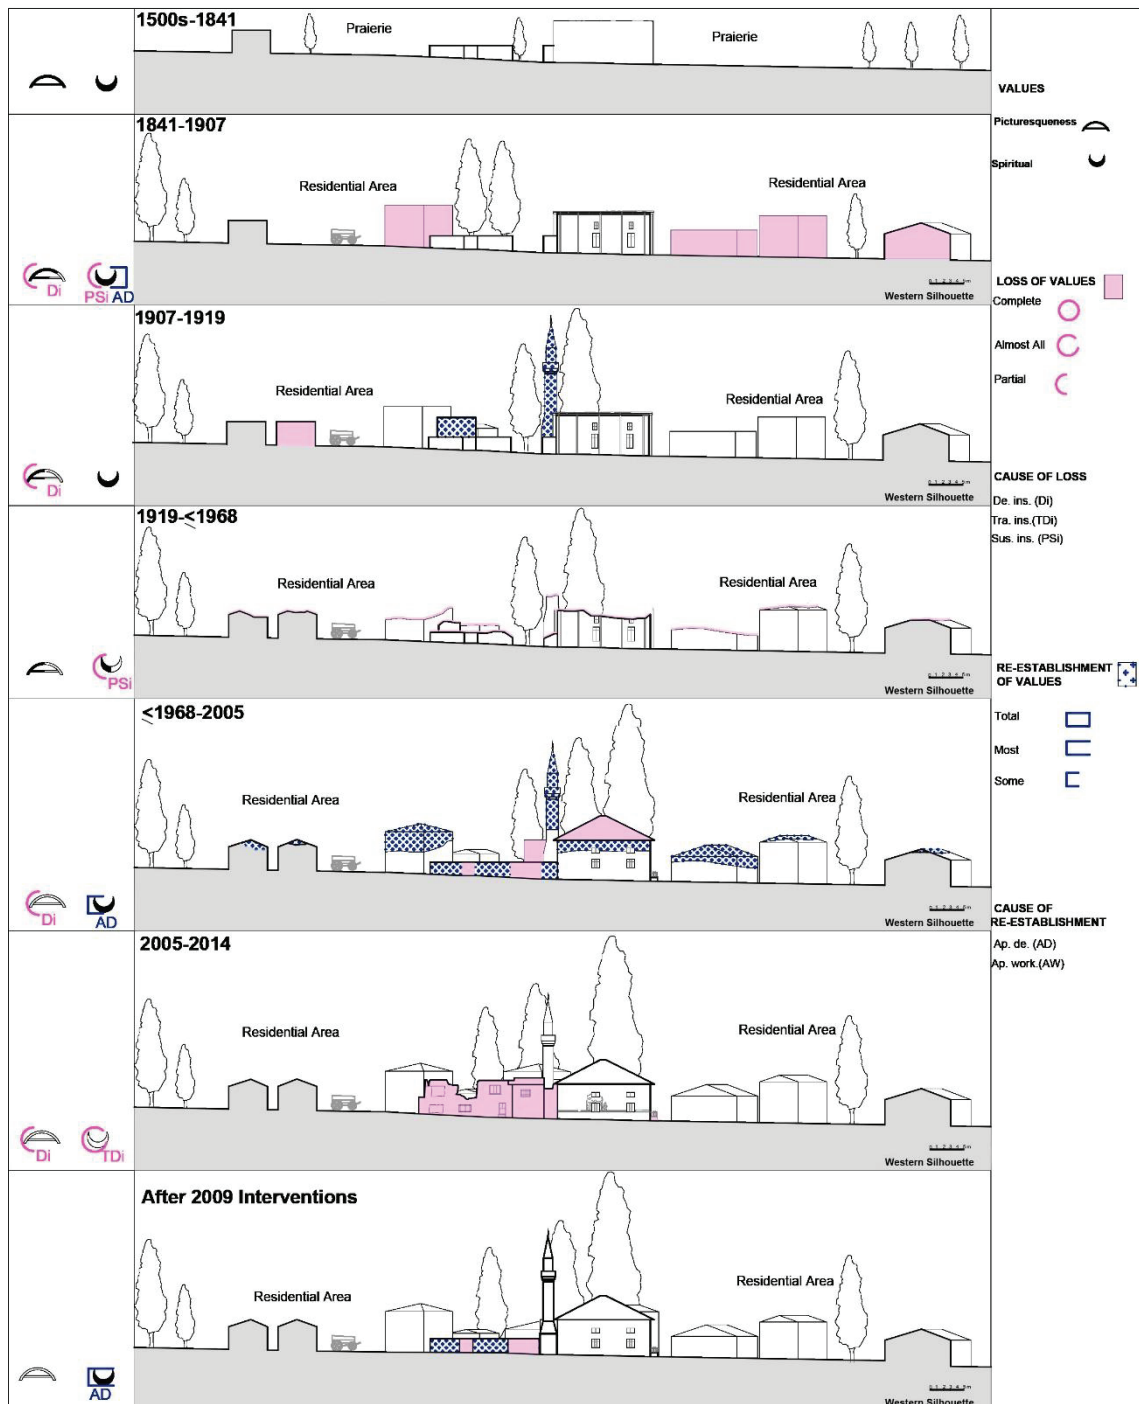 1500s-1841
Praierie
Praierie
VALUES
Picturesqueness
Spiritual
1841-1907
Residential Area
Residential Area
Di
PSi
AD
Western Silhouette
LOSS OF VALUES
Complete
Almost All
Partial
1907-1919
Residential Area
Residential Area
Di
Western Silhouette
CAUSE OF LOSS
De. ins. (Di)
Tra. ins.(TDi)
Sus. ins. (PSi)
1919-<1968
Residential Area
Residential Area
PSi
Western Silhouette
RE-ESTABLISHMENT
OF VALUES
Total
Most
Some
<1968-2005
Residential Area
Residential Area
Di
AD
Western Silhouette
CAUSE OF
RE-ESTABLISHMENT
Ap. de. (AD)
Ap. work.(AW)
2005-2014
Residential Area
Residential Area
Di
TDi
Western Silhouette
After 2009 Interventions
Residential Area
Residential Area
AD
Western Silhouette